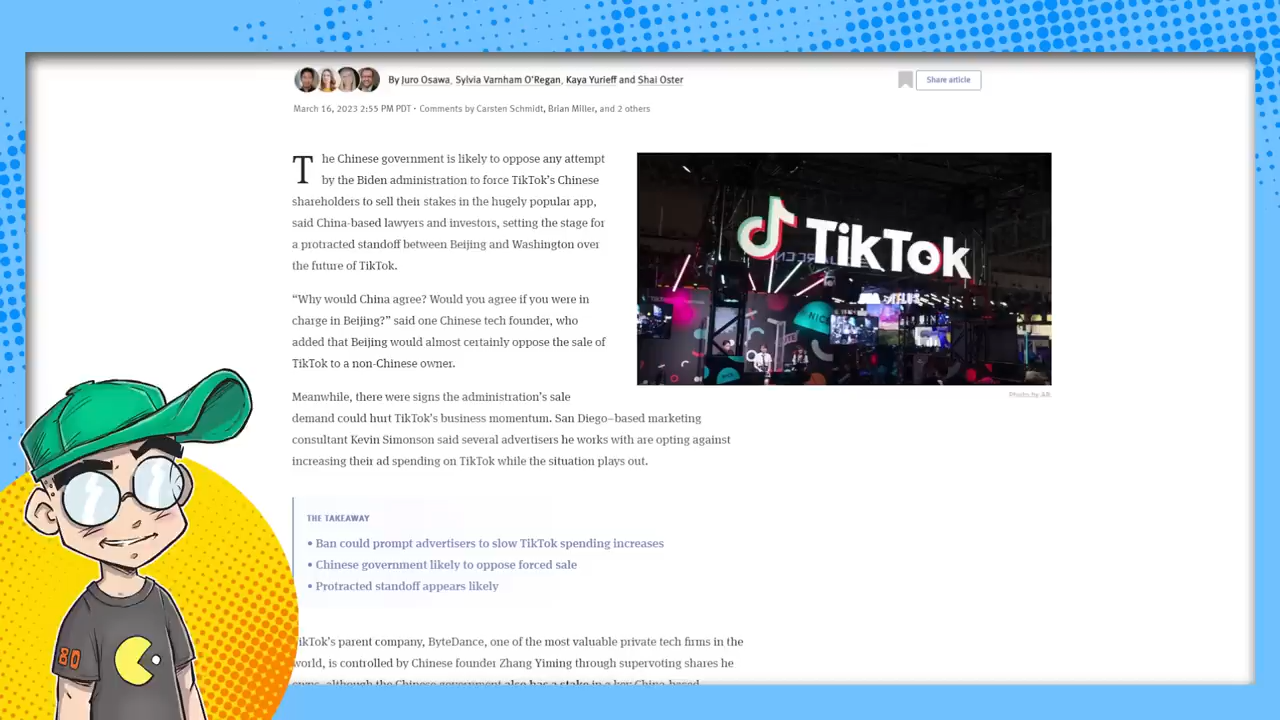 By Juro Osawa, Sylvia Varnham O'Regan, Kaya Yurieff and Shai Oster
Share article
March 16, 2023 2:55 PM PDT · Comments by Carsten Schmidt, Brian Miller, and 2 others
The Chinese government is likely to oppose any attempt
by the Biden administration to force TikTok's Chinese
shareholders to sell their stakes in the hugely popular app,
said China-based lawyers and investors, setting the stage for
a protracted standoff between Beijing and Washington over
the future of TikTok.
"Why would China agree? Would you agree if you were in
charge in Beijing?" said one Chinese tech founder, who
added that Beijing would almost certainly oppose the sale of
TikTok to a non-Chinese owner.
TikTok
NICE
Photo by AP.
Meanwhile, there were signs the administration's sale
demand could hurt TikTok's business momentum. San Diego–based marketing
consultant Kevin Simonson said several advertisers he works with are opting against
increasing their ad spending on TikTok while the situation plays out.
THE TAKEAWAY
• Ban could prompt advertisers to slow TikTok spending increases
• Chinese government likely to oppose forced sale
• Protracted standoff appears likely
ikTok's parent company, ByteDance, one of the most valuable private tech firms in the
world, is controlled by Chinese founder Zhang Yiming through supervoting shares he
owns, although the Chinese government also has a stake in a key China-based
80